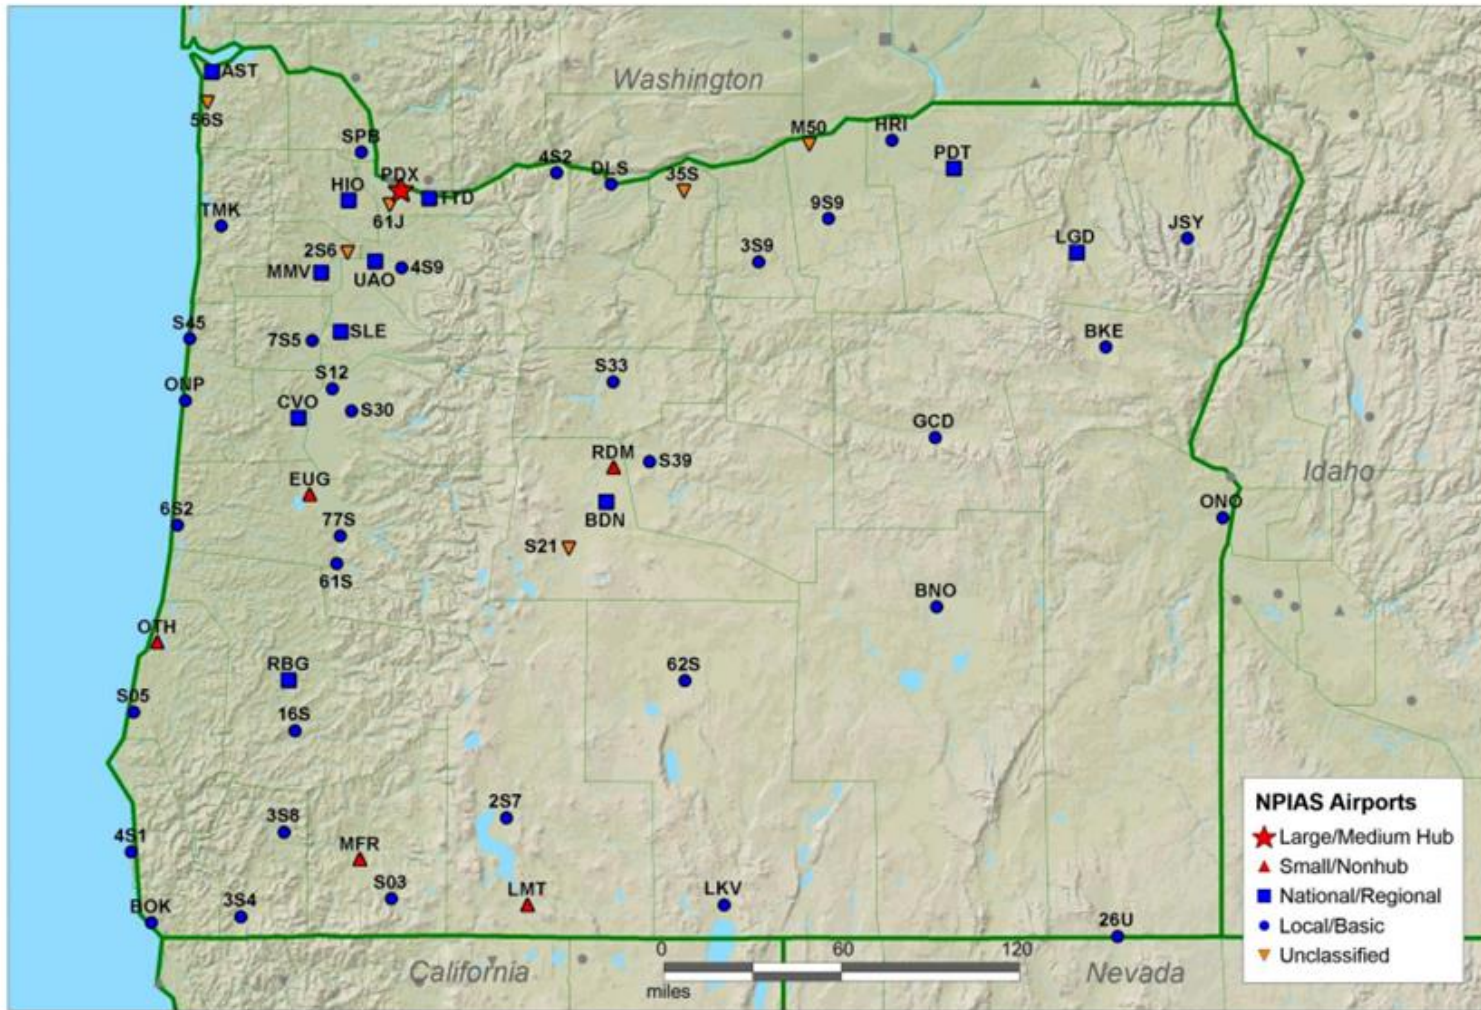 Washington
AST
56S
SPB
PDX
HIO
TTD
61J
TMK
2S6
MMV
UAO
4S9
4S2
DLS
35S
M50
HRI
PDT
9S9
3S9
LGD
JSY
S45
7S5
SLE
ONP
S12
CVO
S30
S33
BKE
RDM
S39
GCD
EUG
BDN
6S2
77S
S21
61S
Idaho
ONO
BNO
OTH
RBG
62S
S05
16S
3S8
2S7
4S1
MFR
S03
LMT
LKV
BOK
3S4
26U
California
Nevada
0 60 120
miles
NPIAS Airports
Large/Medium Hub
Small/Nonhub
National/Regional
Local/Basic
Unclassified